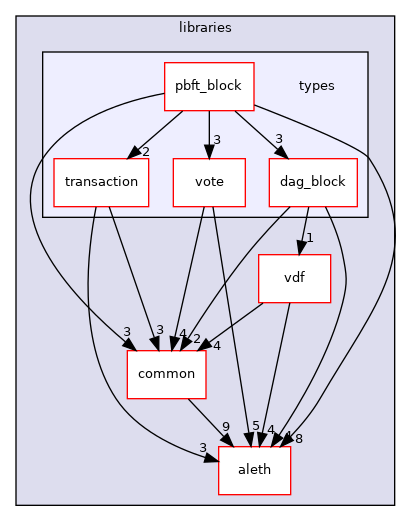 libraries
pbft_block
types
2
3
3
transaction
vote
dag_block
1
vdf
3
3
4
2
4
common
9
3
5
4
8
aleth